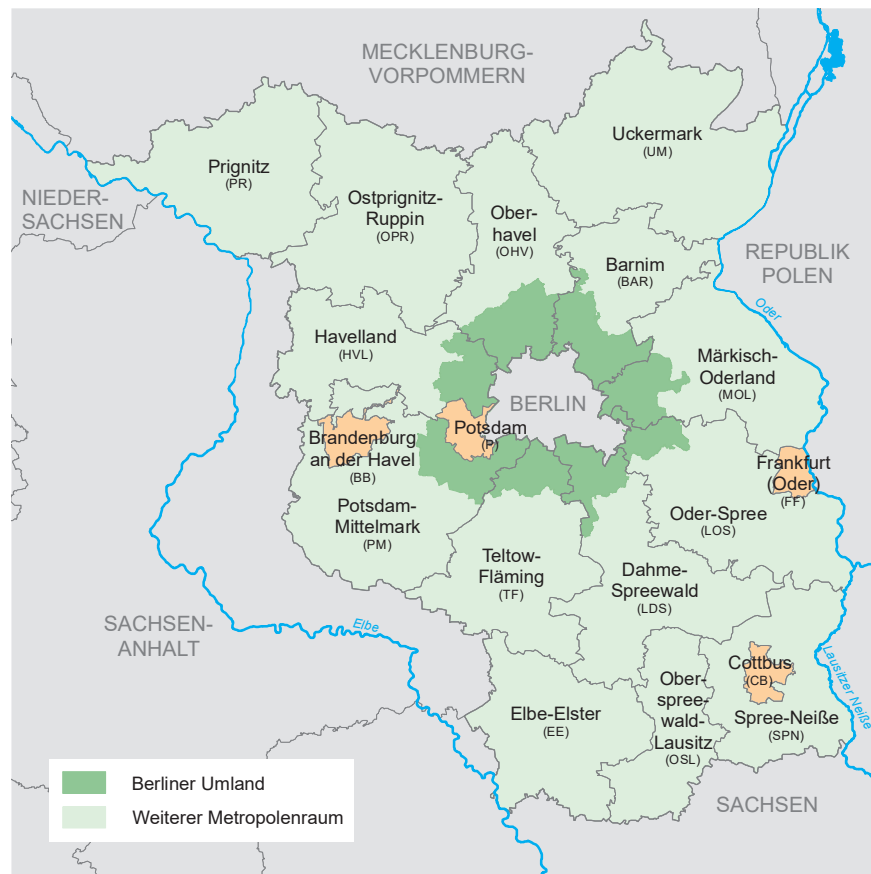 MECKLENBURG-
VORPOMMERN
Uckermark
(UM)
Prignitz
(PR)
NIEDER-
SACHSEN
Ostprignitz-
Ruppin
(OPR)
Ober-
havel
(OHV)
REPUBLIK
POLEN
Barnim
(BAR)
Oder
Havelland
(HVL)
Märkisch-
Oderland
(MOL)
BERLIN
Potsdam
(P)
Brandenburg
an der Havel
(BB)
Frankfurt
(Oder)
(FF)
Potsdam-
Mittelmark
(PM)
Oder-Spree
(LOS)
Teltow-
Fläming
(TF)
Dahme-
Spreewald
(LDS)
SACHSEN-
ANHALT
Elbe
Lausitzer Neiße
Cottbus
(CB)
Ober-
spree-
wald-
Lausitz
(OSL)
Elbe-Elster
(EE)
Spree-Neiße
(SPN)
Berliner Umland
Weiterer Metropolenraum
SACHSEN